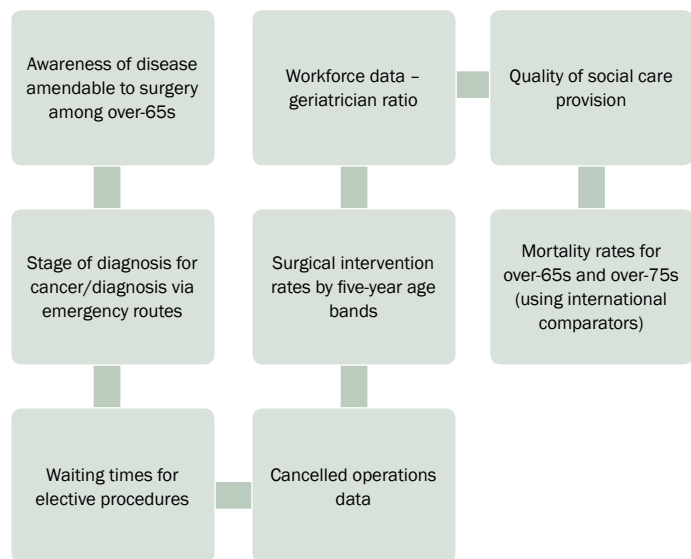 Awareness of disease
amendable to surgery
among over-65s
Stage of diagnosis for
cancer/diagnosis via
emergency routes
Waiting times for
elective procedures
Cancelled operations
data
Surgical intervention
rates by five-year age
bands
Workforce data –
geriatrician ratio
Quality of social care
provision
Mortality rates for
over-65s and over-75s
(using international
comparators)